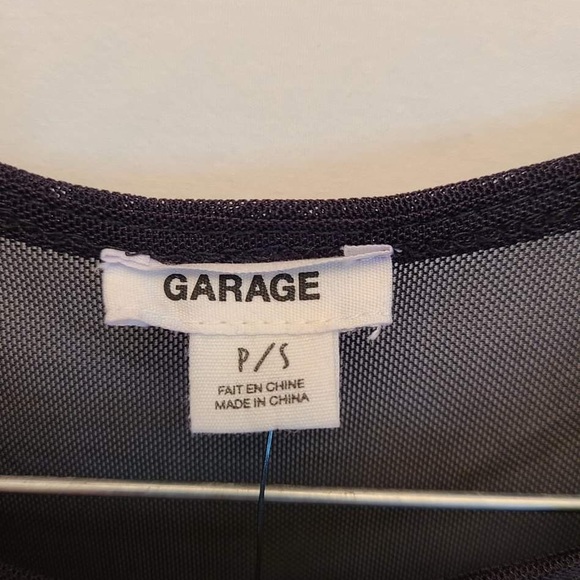 GARAGE
P/S
FAIT EN CHINE
MADE IN CHINA